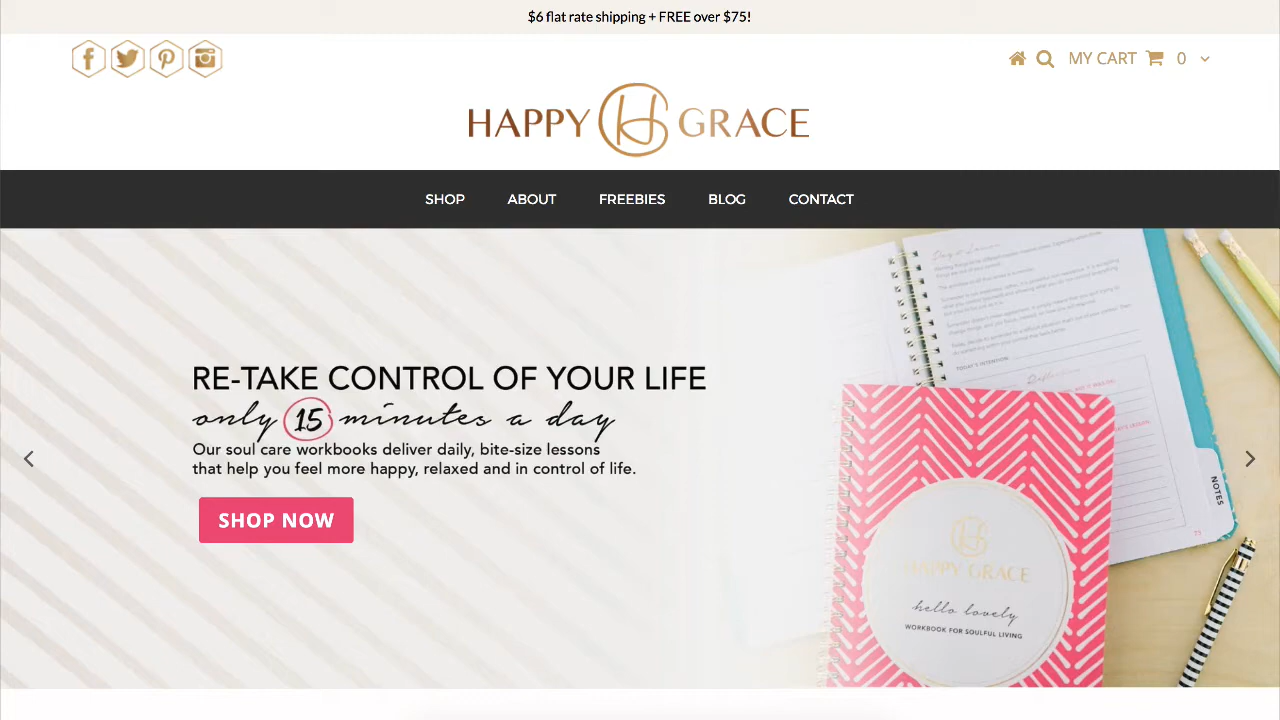 $6 flat rate shipping + FREE over $75!
MY CART 0
HAPPY GRACE
SHOP ABOUT FREEBIES BLOG CONTACT
RE-TAKE CONTROL OF YOUR LIFE
only 15 minutes a day
Our soul care workbooks deliver daily, bite-size lessons
that help you feel more happy, relaxed and in control of life.
SHOP NOW
TODAY'S INTENTION:
Reflection
NOTES
HAPPY GRACE
hello lovely
WORKBOOK FOR SOULFUL LIVING